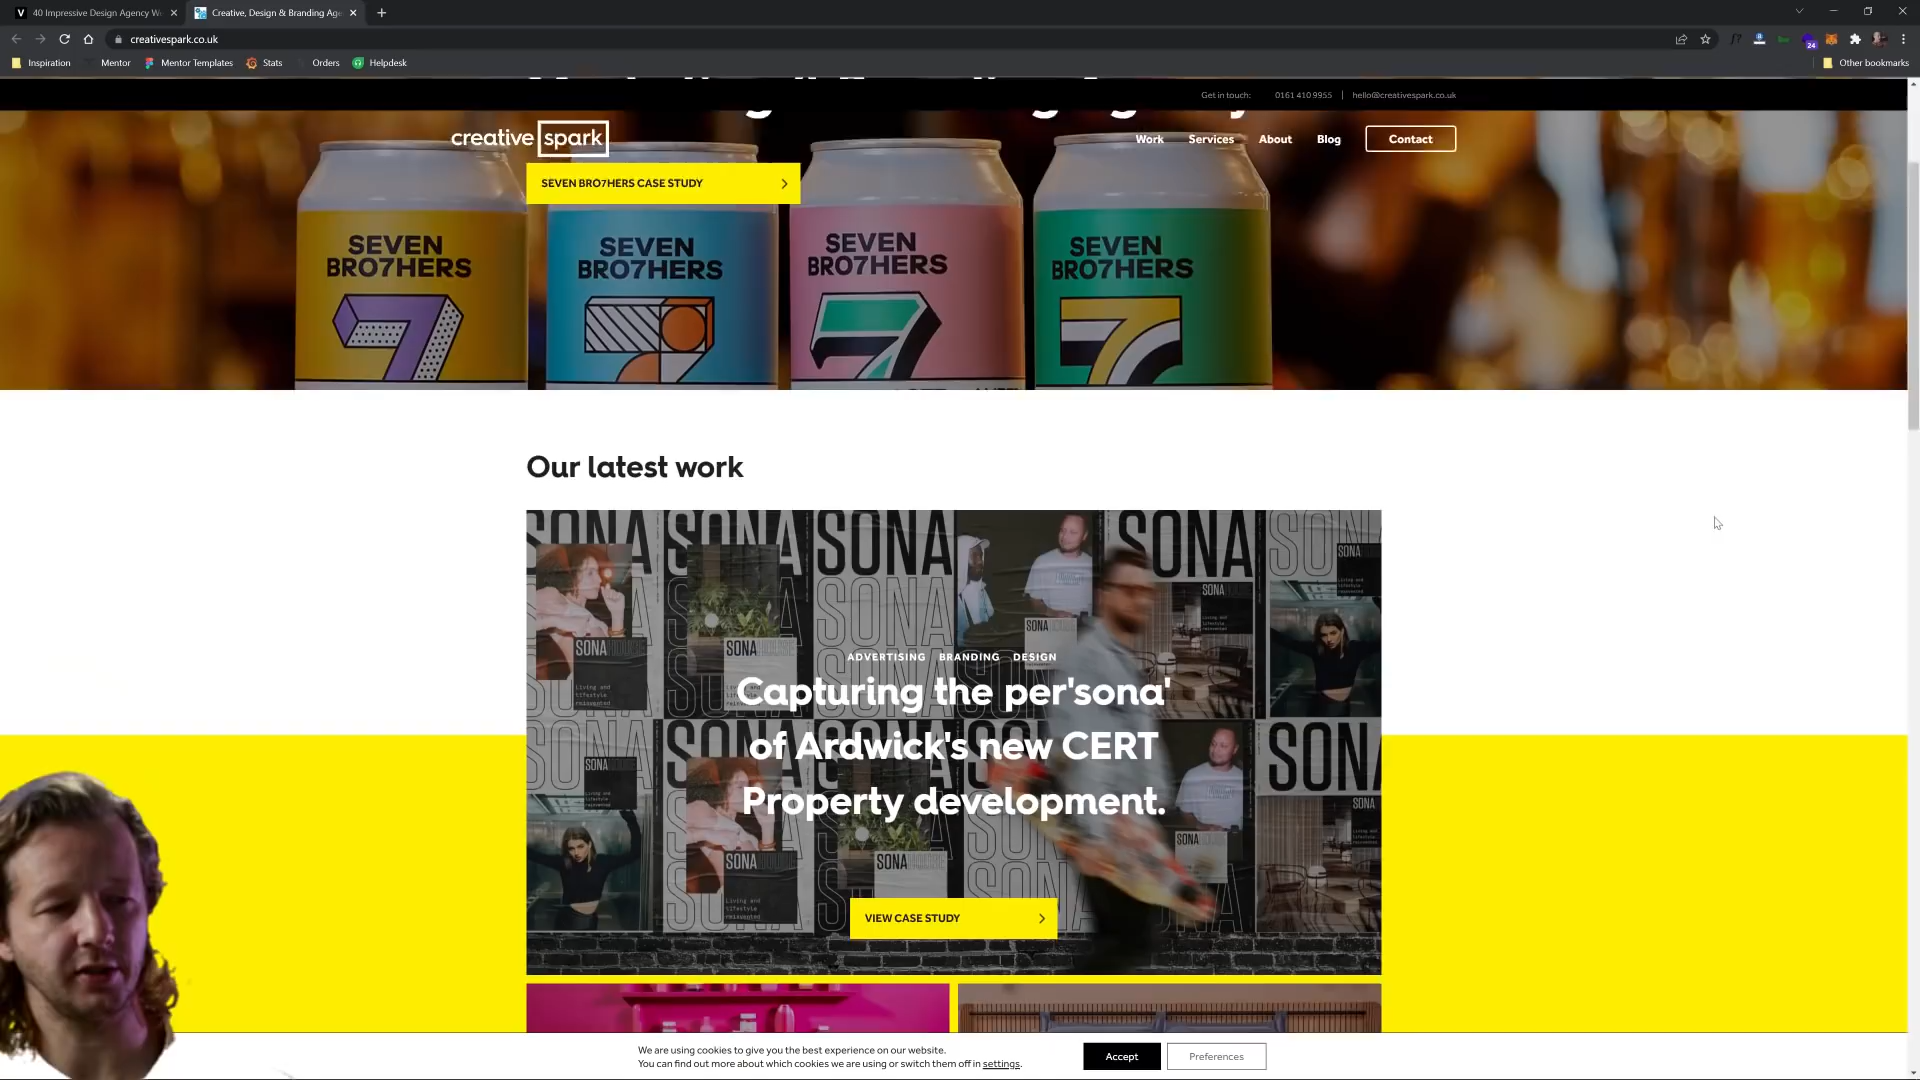 40 Impressive Design Agency W
Creative, Design & Branding Age
creativespark.co.uk
24
Inspiration
Mentor
Mentor Templates
Stats
Orders
Helpdesk
Other bookmarks
Get in touch: 0161 410 9955 | hello@creativespark.co.uk
creative spark
Work Services About Blog Contact
SEVEN BRO7HERS CASE STUDY
SEVEN
BRO7HERS
SEVEN
BRO7HERS
SEVEN
BRO7HERS
SEVEN
BRO7HERS
Our latest work
SONA SONA SONA SONA SONA
ADVERTISING BRANDING DESIGN
Capturing the per'sona'
of Ardwick's new CERT
Property development.
VIEW CASE STUDY
We are using cookies to give you the best experience on our website.
You can find out more about which cookies we are using or switch them off in settings.
Accept
Preferences